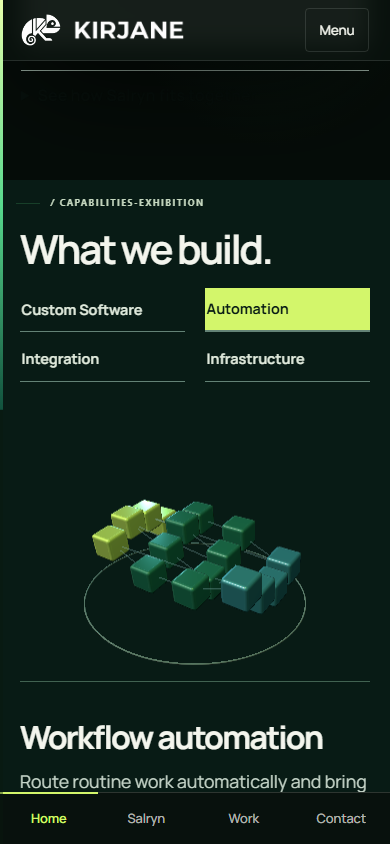 KIRJANE
Menu
/ CAPABILITIES-EXHIBITION
What we build.
Custom Software
Automation
Integration
Infrastructure
Workflow automation
Route routine work automatically and bring
Home
Salryn
Work
Contact